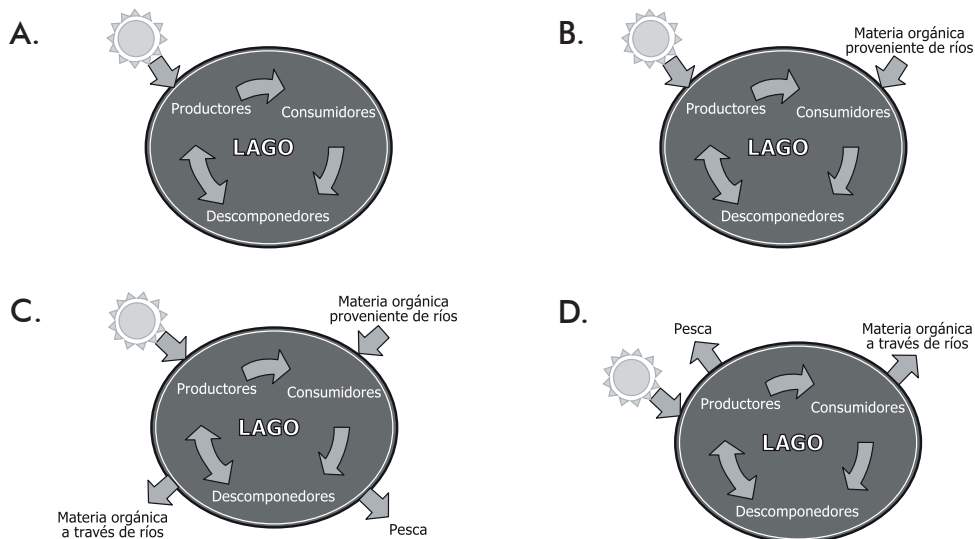 A.
Productores
Consumidores
LAGO
Descomponedores
B.
Materia orgánica
proveniente de ríos
Productores
Consumidores
LAGO
Descomponedores
C.
Materia orgánica
proveniente de ríos
Productores
Consumidores
LAGO
Descomponedores
Materia orgánica
a través de ríos
Pesca
D.
Pesca
Materia orgánica
a través de ríos
Productores
Consumidores
LAGO
Descomponedores